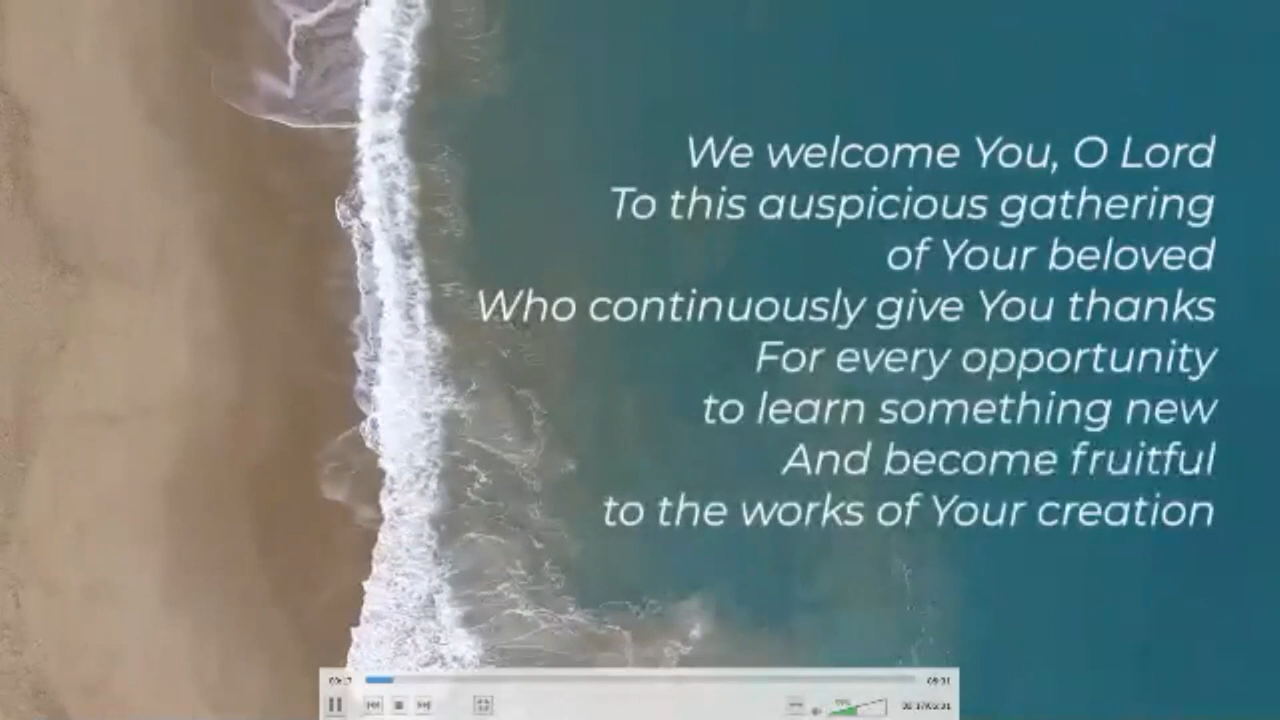 We welcome You, O Lord
To this auspicious gathering
of Your beloved
Who continuously give You thanks
For every opportunity
to learn something new
And become fruitful
to the works of Your creation